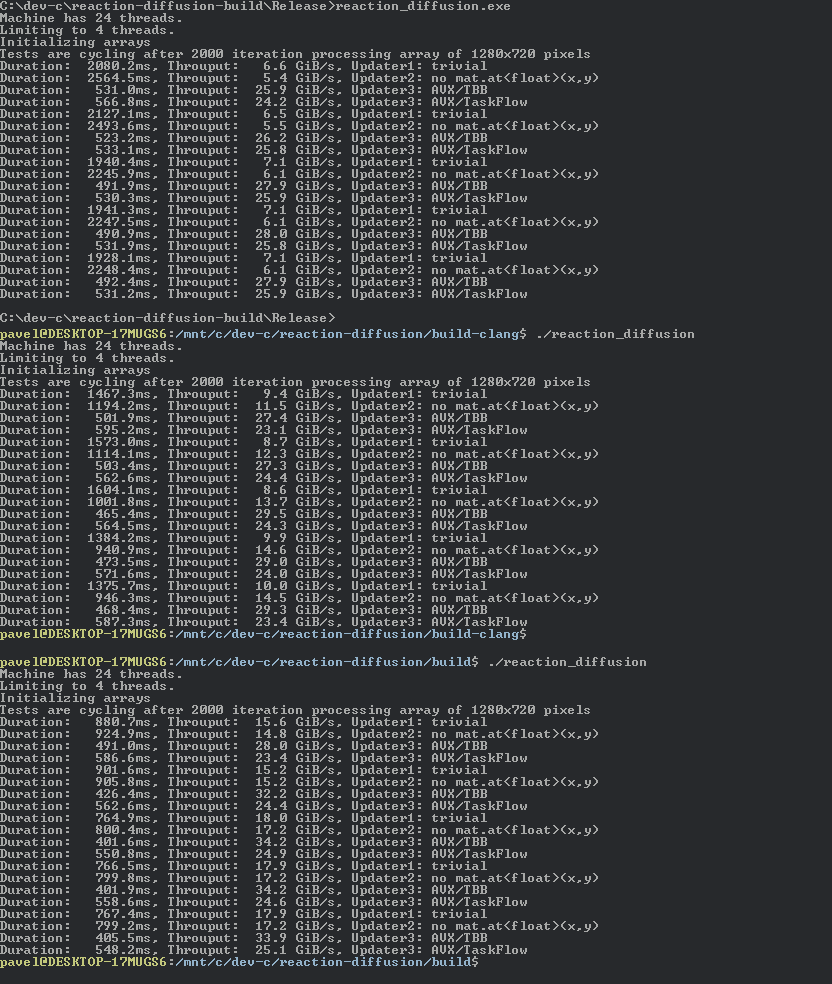 C:\dev-c\reaction-diffusion-build\Release>reaction_diffusion.exe
Machine has 24 threads.
Limiting to 4 threads.
Initializing arrays
Tests are cycling after 2000 iteration processing array of 1280x720 pixels
Duration:  2080.2ms, Throuput:   6.6 GiB/s, Updater1: trivial
Duration:  2564.5ms, Throuput:   5.4 GiB/s, Updater2: no mat.at<float>(x,y)
Duration:   531.0ms, Throuput:  25.9 GiB/s, Updater3: AVX/TBB
Duration:   566.8ms, Throuput:  24.2 GiB/s, Updater3: AVX/TaskFlow
Duration:  2127.1ms, Throuput:   6.5 GiB/s, Updater1: trivial
Duration:  2493.6ms, Throuput:   5.5 GiB/s, Updater2: no mat.at<float>(x,y)
Duration:   523.2ms, Throuput:  26.2 GiB/s, Updater3: AVX/TBB
Duration:   533.1ms, Throuput:  25.8 GiB/s, Updater3: AVX/TaskFlow
Duration:  1940.4ms, Throuput:   7.1 GiB/s, Updater1: trivial
Duration:  2245.9ms, Throuput:   6.1 GiB/s, Updater2: no mat.at<float>(x,y)
Duration:   491.9ms, Throuput:  27.9 GiB/s, Updater3: AVX/TBB
Duration:   530.3ms, Throuput:  25.9 GiB/s, Updater3: AVX/TaskFlow
Duration:  1941.3ms, Throuput:   7.1 GiB/s, Updater1: trivial
Duration:  2247.5ms, Throuput:   6.1 GiB/s, Updater2: no mat.at<float>(x,y)
Duration:   490.9ms, Throuput:  28.0 GiB/s, Updater3: AVX/TBB
Duration:   531.9ms, Throuput:  25.8 GiB/s, Updater3: AVX/TaskFlow
Duration:  1928.1ms, Throuput:   7.1 GiB/s, Updater1: trivial
Duration:  2248.4ms, Throuput:   6.1 GiB/s, Updater2: no mat.at<float>(x,y)
Duration:   492.4ms, Throuput:  27.9 GiB/s, Updater3: AVX/TBB
Duration:   531.2ms, Throuput:  25.9 GiB/s, Updater3: AVX/TaskFlow
C:\dev-c\reaction-diffusion-build\Release>
pavel@DESKTOP-17MUGS6:/mnt/c/dev-c/reaction-diffusion/build-clang$ ./reaction_diffusion
Machine has 24 threads.
Limiting to 4 threads.
Initializing arrays
Tests are cycling after 2000 iteration processing array of 1280x720 pixels
Duration:  1467.3ms, Throuput:   9.4 GiB/s, Updater1: trivial
Duration:  1194.2ms, Throuput:  11.5 GiB/s, Updater2: no mat.at<float>(x,y)
Duration:   501.9ms, Throuput:  27.4 GiB/s, Updater3: AVX/TBB
Duration:   595.2ms, Throuput:  23.1 GiB/s, Updater3: AVX/TaskFlow
Duration:  1573.0ms, Throuput:   8.7 GiB/s, Updater1: trivial
Duration:  1114.1ms, Throuput:  12.3 GiB/s, Updater2: no mat.at<float>(x,y)
Duration:   503.4ms, Throuput:  27.3 GiB/s, Updater3: AVX/TBB
Duration:   562.6ms, Throuput:  24.4 GiB/s, Updater3: AVX/TaskFlow
Duration:  1604.1ms, Throuput:   8.6 GiB/s, Updater1: trivial
Duration:  1001.8ms, Throuput:  13.7 GiB/s, Updater2: no mat.at<float>(x,y)
Duration:   465.4ms, Throuput:  29.5 GiB/s, Updater3: AVX/TBB
Duration:   564.5ms, Throuput:  24.3 GiB/s, Updater3: AVX/TaskFlow
Duration:  1384.2ms, Throuput:   9.9 GiB/s, Updater1: trivial
Duration:   940.9ms, Throuput:  14.6 GiB/s, Updater2: no mat.at<float>(x,y)
Duration:   473.5ms, Throuput:  29.0 GiB/s, Updater3: AVX/TBB
Duration:   571.6ms, Throuput:  24.0 GiB/s, Updater3: AVX/TaskFlow
Duration:  1375.7ms, Throuput:  10.0 GiB/s, Updater1: trivial
Duration:   946.3ms, Throuput:  14.5 GiB/s, Updater2: no mat.at<float>(x,y)
Duration:   468.4ms, Throuput:  29.3 GiB/s, Updater3: AVX/TBB
Duration:   587.3ms, Throuput:  23.4 GiB/s, Updater3: AVX/TaskFlow
pavel@DESKTOP-17MUGS6:/mnt/c/dev-c/reaction-diffusion/build-clang$
pavel@DESKTOP-17MUGS6:/mnt/c/dev-c/reaction-diffusion/build$ ./reaction_diffusion
Machine has 24 threads.
Limiting to 4 threads.
Initializing arrays
Tests are cycling after 2000 iteration processing array of 1280x720 pixels
Duration:   880.7ms, Throuput:  15.6 GiB/s, Updater1: trivial
Duration:   924.9ms, Throuput:  14.8 GiB/s, Updater2: no mat.at<float>(x,y)
Duration:   491.0ms, Throuput:  28.0 GiB/s, Updater3: AVX/TBB
Duration:   586.6ms, Throuput:  23.4 GiB/s, Updater3: AVX/TaskFlow
Duration:   901.6ms, Throuput:  15.2 GiB/s, Updater1: trivial
Duration:   905.8ms, Throuput:  15.2 GiB/s, Updater2: no mat.at<float>(x,y)
Duration:   426.4ms, Throuput:  32.2 GiB/s, Updater3: AVX/TBB
Duration:   562.6ms, Throuput:  24.4 GiB/s, Updater3: AVX/TaskFlow
Duration:   764.9ms, Throuput:  18.0 GiB/s, Updater1: trivial
Duration:   800.4ms, Throuput:  17.2 GiB/s, Updater2: no mat.at<float>(x,y)
Duration:   401.6ms, Throuput:  34.2 GiB/s, Updater3: AVX/TBB
Duration:   550.8ms, Throuput:  24.9 GiB/s, Updater3: AVX/TaskFlow
Duration:   766.5ms, Throuput:  17.9 GiB/s, Updater1: trivial
Duration:   799.8ms, Throuput:  17.2 GiB/s, Updater2: no mat.at<float>(x,y)
Duration:   401.9ms, Throuput:  34.2 GiB/s, Updater3: AVX/TBB
Duration:   558.6ms, Throuput:  24.6 GiB/s, Updater3: AVX/TaskFlow
Duration:   767.4ms, Throuput:  17.9 GiB/s, Updater1: trivial
Duration:   799.2ms, Throuput:  17.2 GiB/s, Updater2: no mat.at<float>(x,y)
Duration:   405.5ms, Throuput:  33.9 GiB/s, Updater3: AVX/TBB
Duration:   548.2ms, Throuput:  25.1 GiB/s, Updater3: AVX/TaskFlow
pavel@DESKTOP-17MUGS6:/mnt/c/dev-c/reaction-diffusion/build$